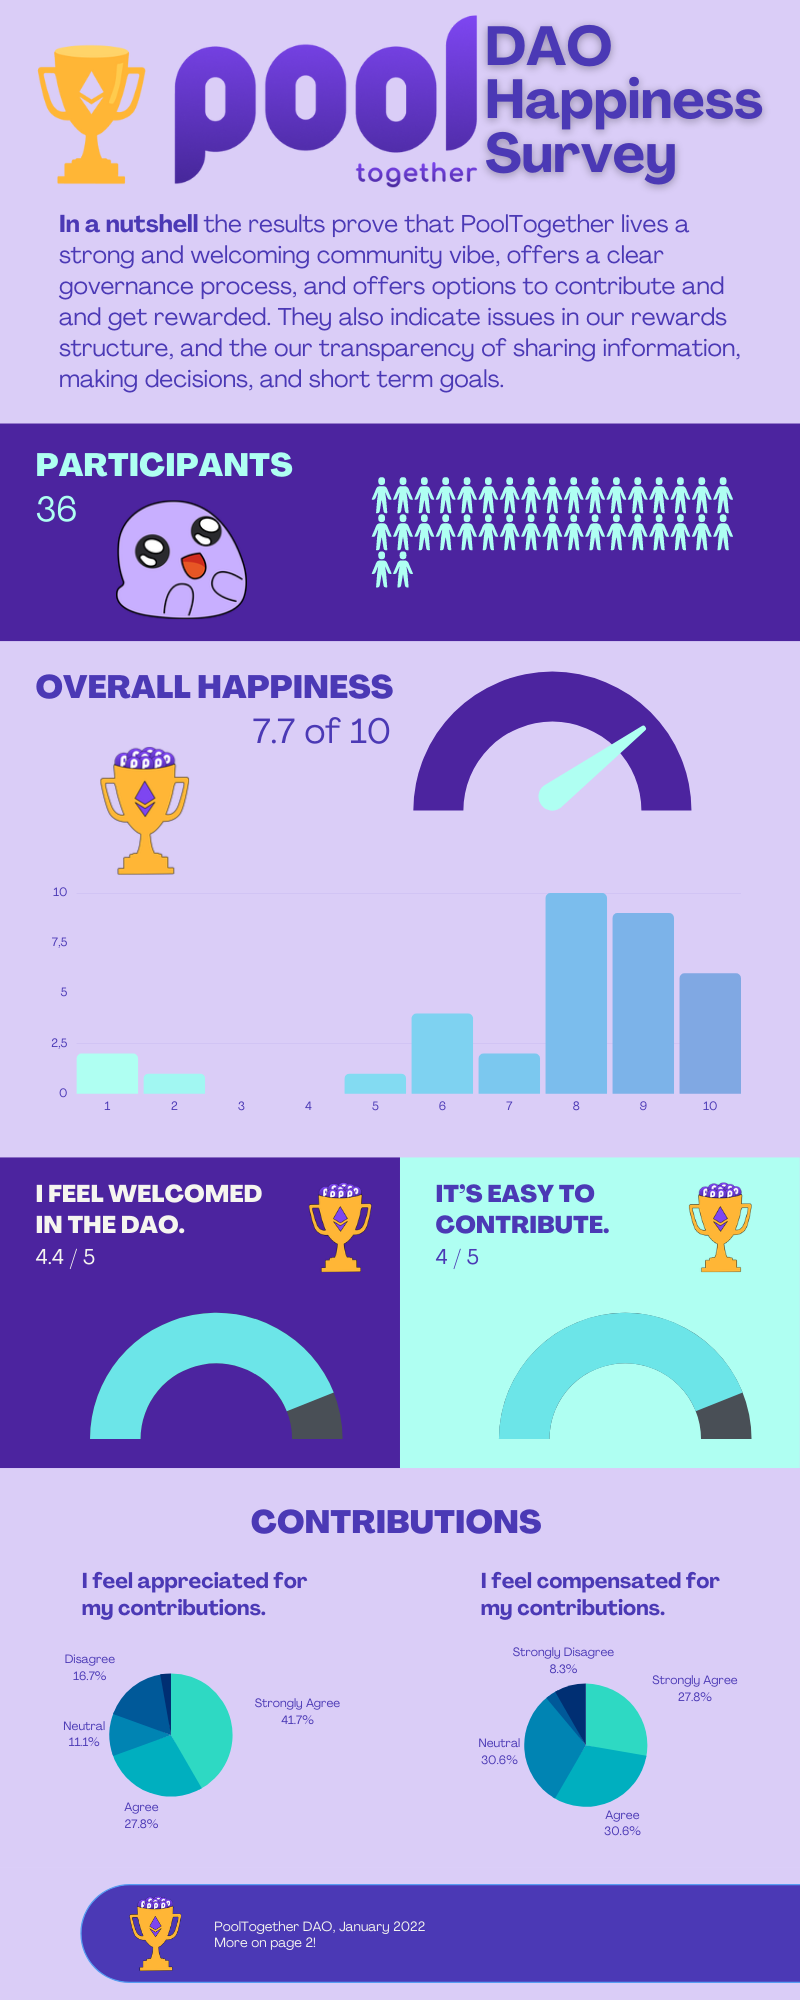 pool
together
DAO
Happiness
Survey
In a nutshell the results prove that PoolTogether lives a
strong and welcoming community vibe, offers a clear
governance process, and offers options to contribute and
and get rewarded. They also indicate issues in our rewards
structure, and the our transparency of sharing information,
making decisions, and short term goals.
PARTICIPANTS
36
OVERALL HAPPINESS
7.7 of 10
10
7,5
5
2,5
0
1 2 3 4 5 6 7 8 9 10
I FEEL WELCOMED
IN THE DAO.
4.4 / 5
IT'S EASY TO
CONTRIBUTE.
4 / 5
CONTRIBUTIONS
I feel appreciated for
my contributions.
Disagree
16.7%
Strongly Agree
41.7%
Neutral
11.1%
Agree
27.8%
I feel compensated for
my contributions.
Strongly Disagree
8.3%
Strongly Agree
27.8%
Neutral
30.6%
Agree
30.6%
PoolTogether DAO, January 2022
More on page 2!